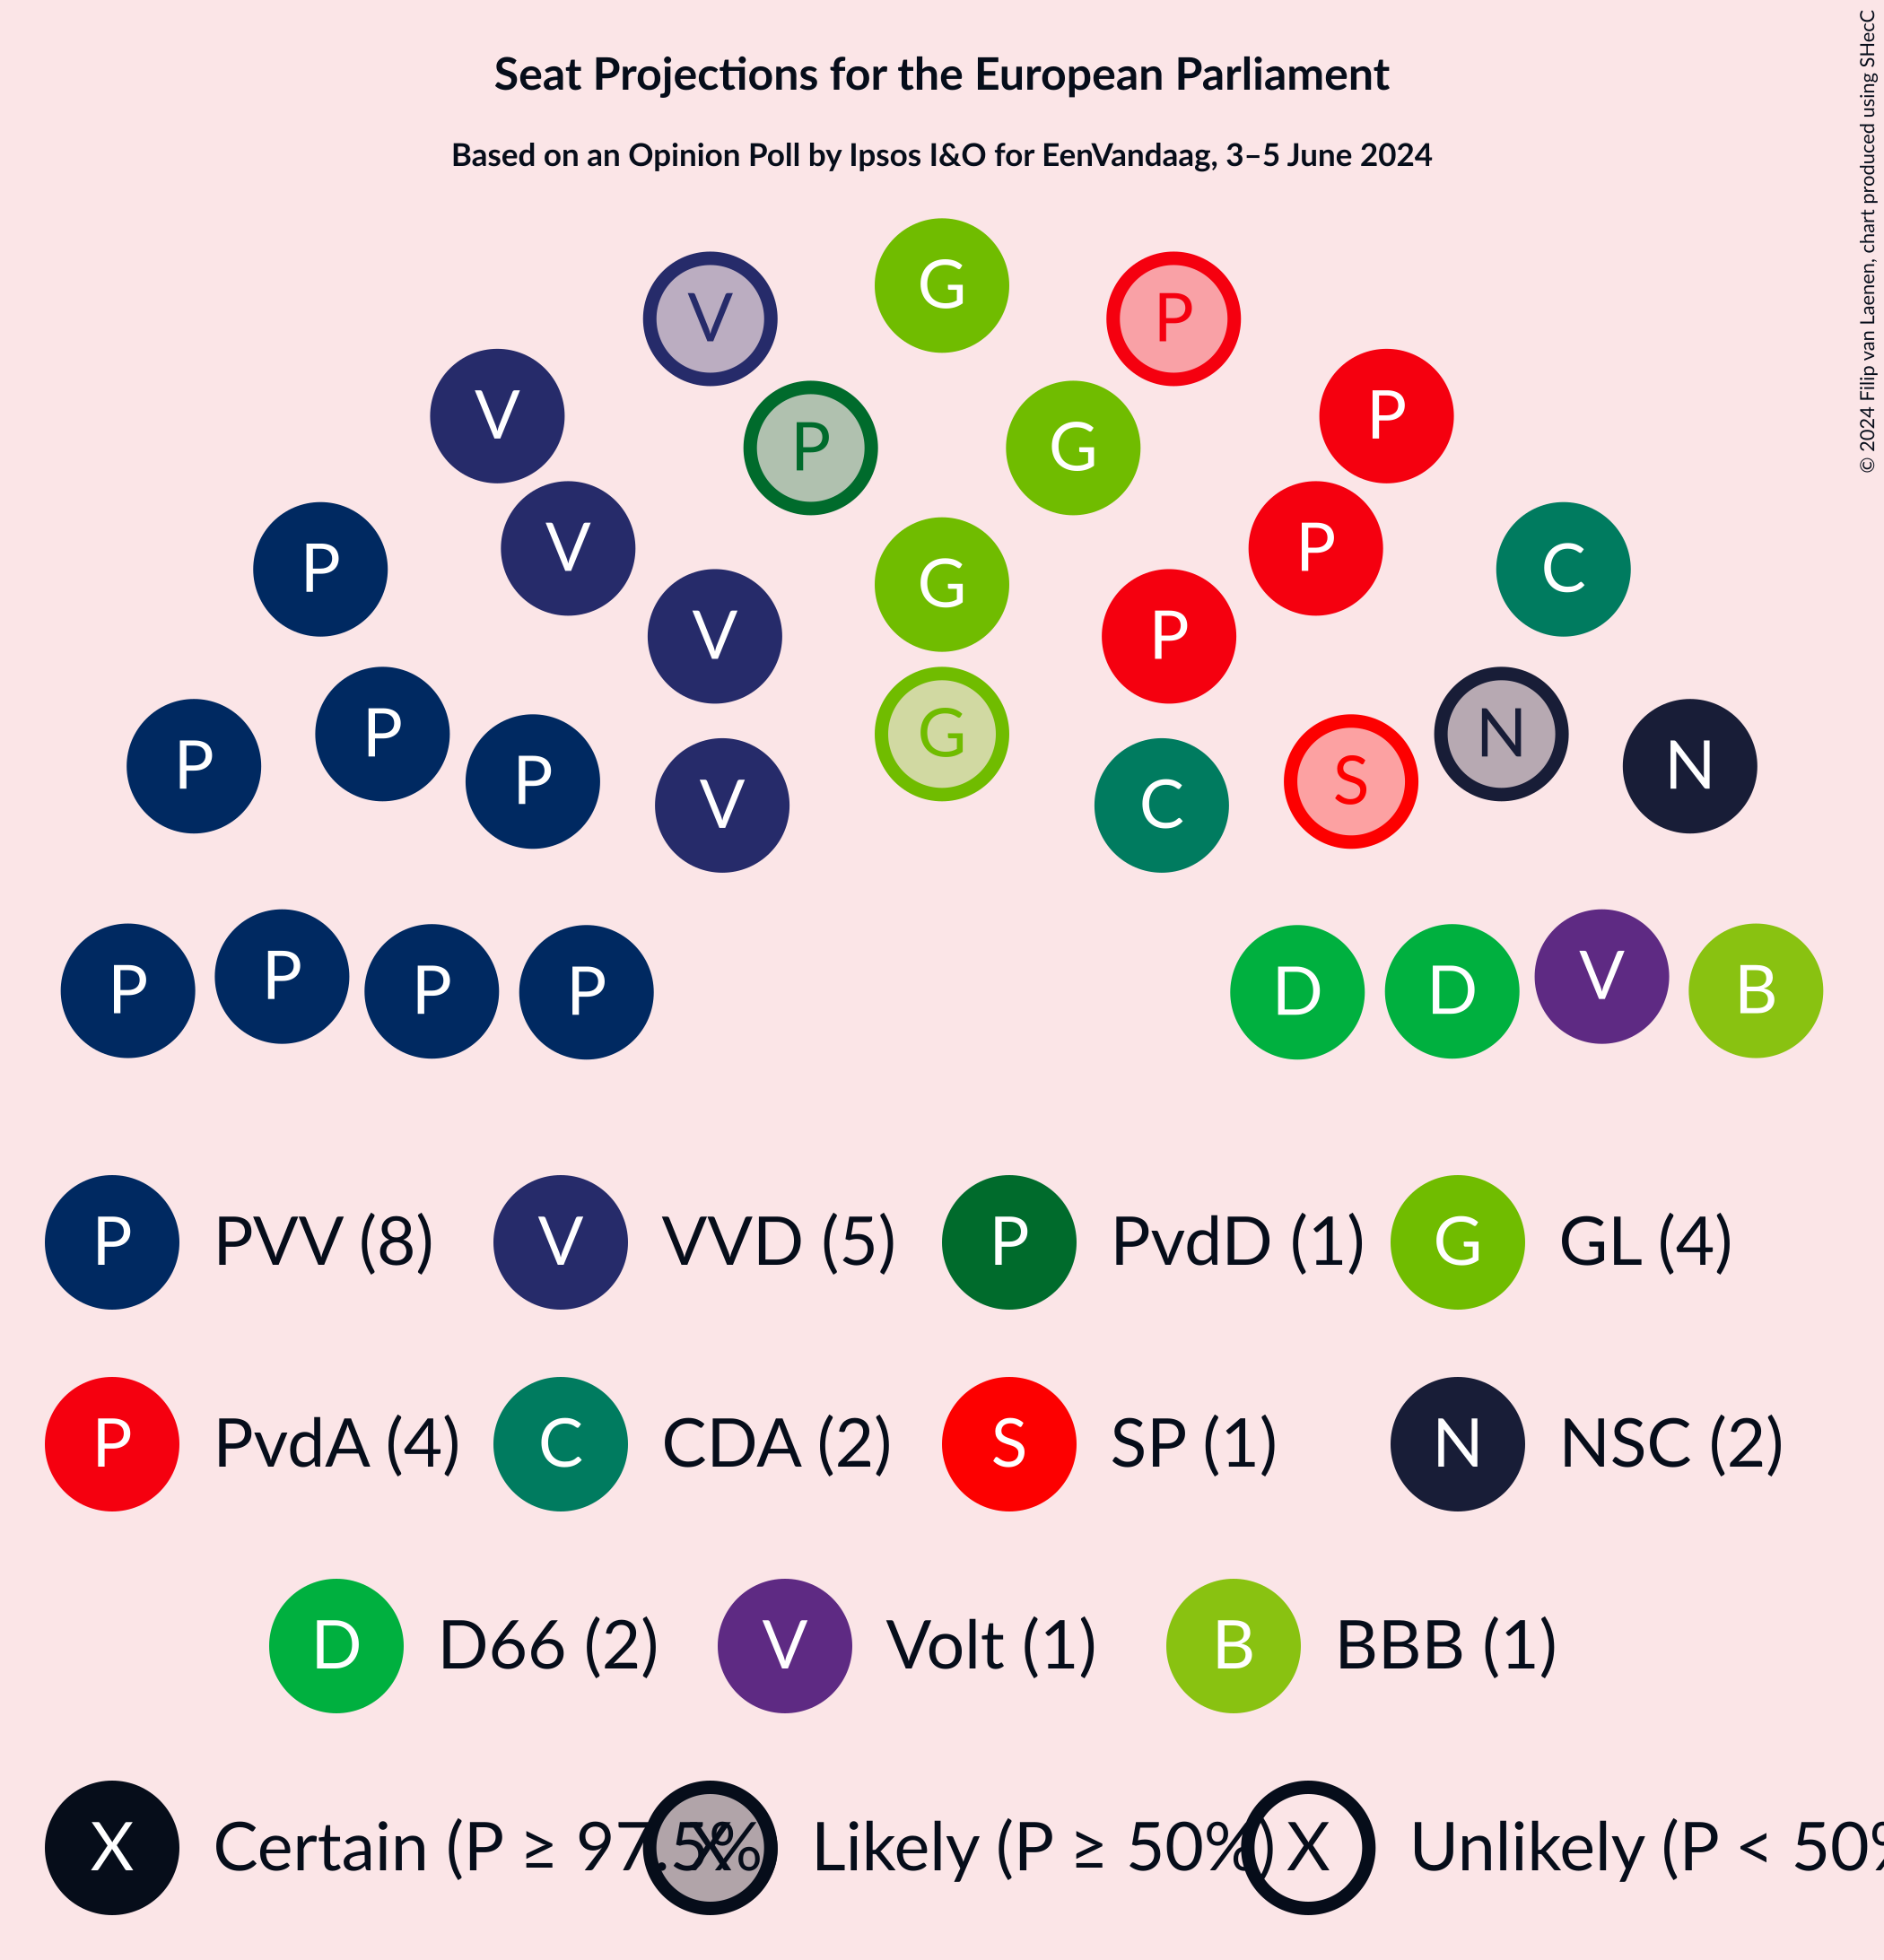 Seat Projections for the European Parliament
Based on an Opinion Poll by Ipsos I&O for EenVandaag, 3–5 June 2024
© 2024 Filip van Laenen, chart produced using SHecC
G
V P
V P
P G
V P
P C
G
V P
P N
P N
G
P S
V C
P V
P B
P D
P D
P PVV (8) V VVD (5) P PvdD (1) G GL (4)
P PvdA (4) C CDA (2) S SP (1) N NSC (2)
D D66 (2) V Volt (1) B BBB (1)
X Certain (P ≥ 97.5% X Likely (P ≥ 50%) X Unlikely (P < 50%